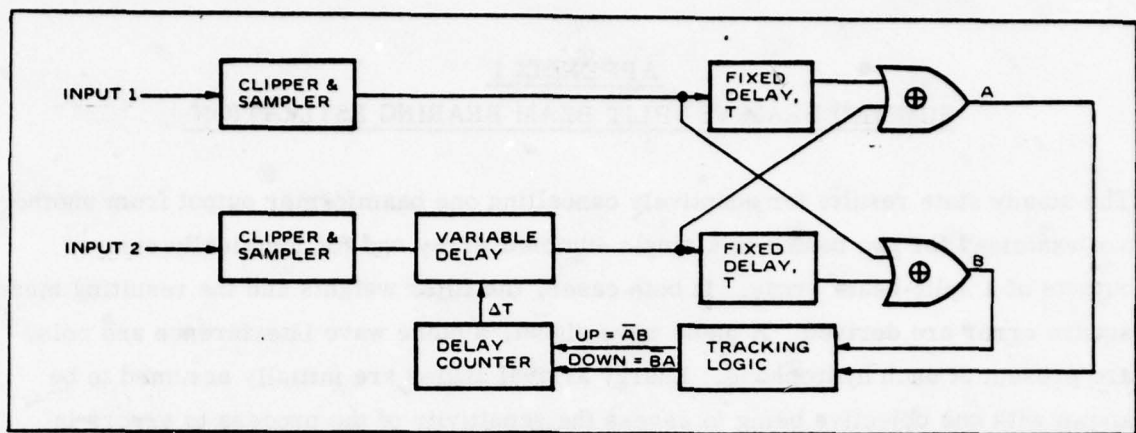 INPUT 1
CLIPPER &
SAMPLER
FIXED
DELAY,
T
⊕
A
INPUT 2
CLIPPER &
SAMPLER
VARIABLE
DELAY
FIXED
DELAY,
T
⊕
B
ΔT
DELAY
COUNTER
UP = A̅B
DOWN = B̅A
TRACKING
LOGIC